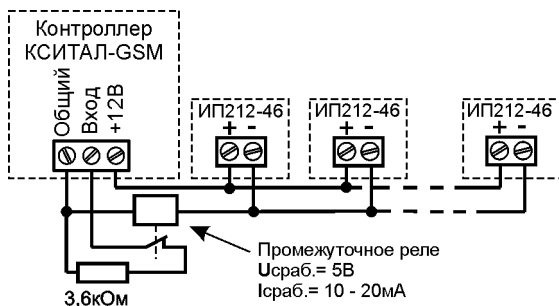 Контроллер
КСИТАЛ-GSM
Общий
Вход
+12В
ИП212-46
+ -
ИП212-46
+ -
ИП212-46
+ -
Промежуточное реле
Uсраб.= 5В
Iсраб.= 10 - 20мА
3.6кОм